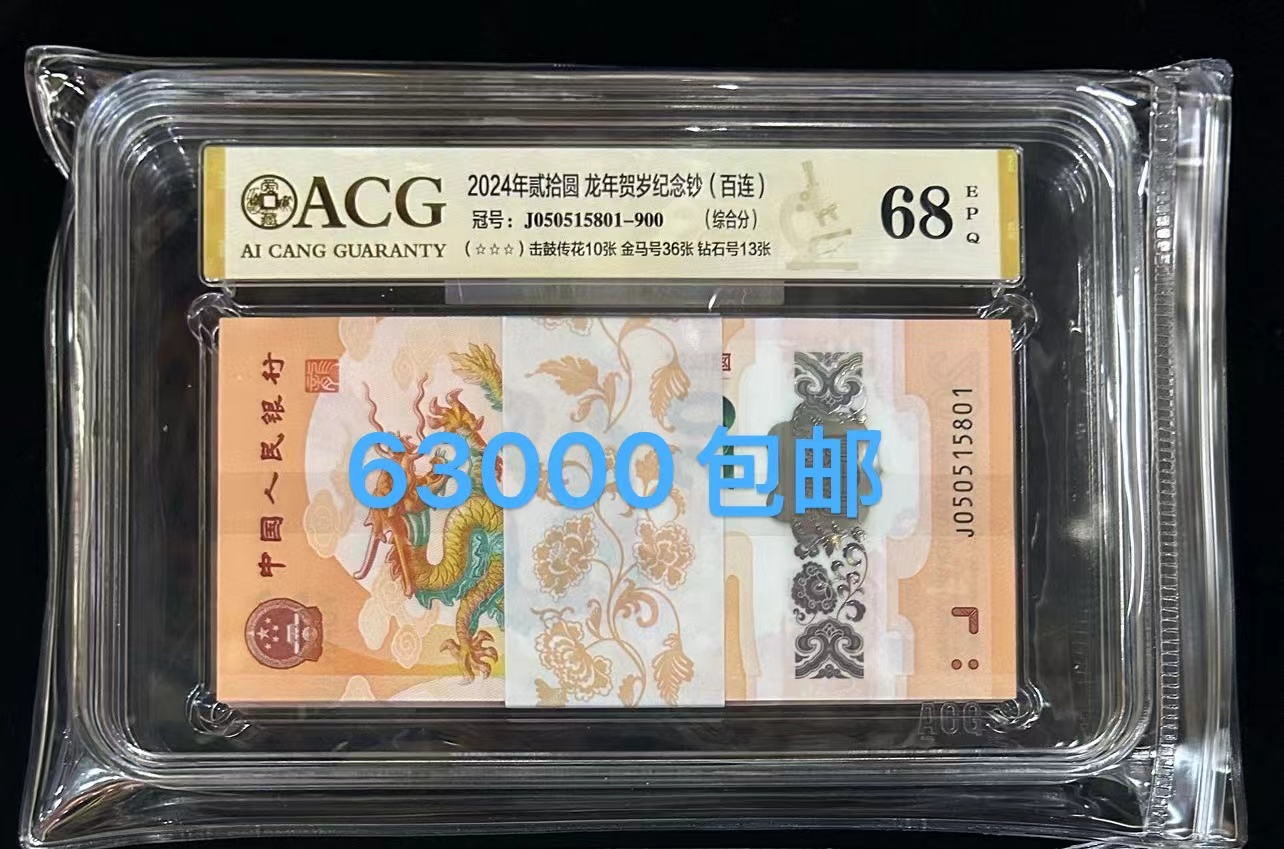 ACG
AI CANG GUARANTY
2024年贰拾圆 龙年贺岁纪念钞（百连）
冠号：J050515801-900 （综合分）
（☆☆☆）击鼓传花10张 金马号36张 钻石号13张
68
EPQ
中国人民银行
63000 包邮
J050515801
ACG